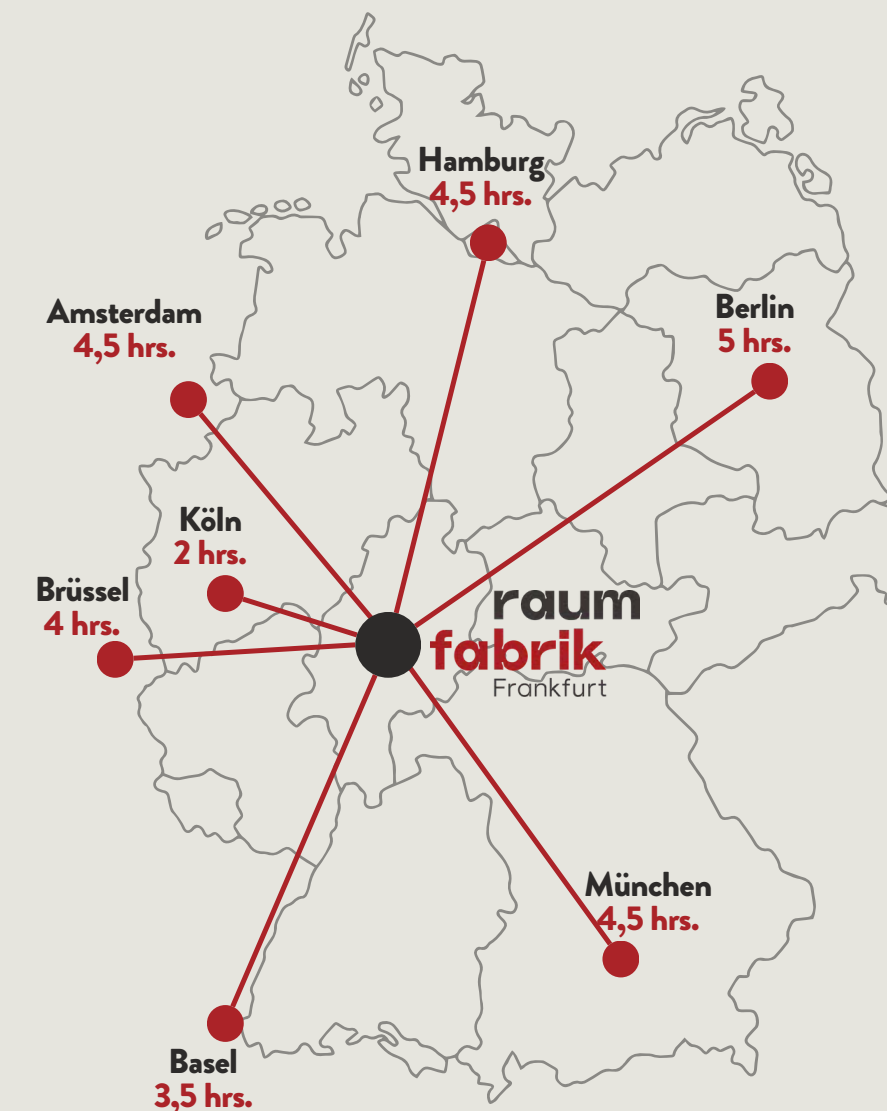 Hamburg
4,5 hrs.
Amsterdam
4,5 hrs.
Berlin
5 hrs.
Köln
2 hrs.
Brüssel
4 hrs.
raum
fabrik
Frankfurt
München
4,5 hrs.
Basel
3,5 hrs.